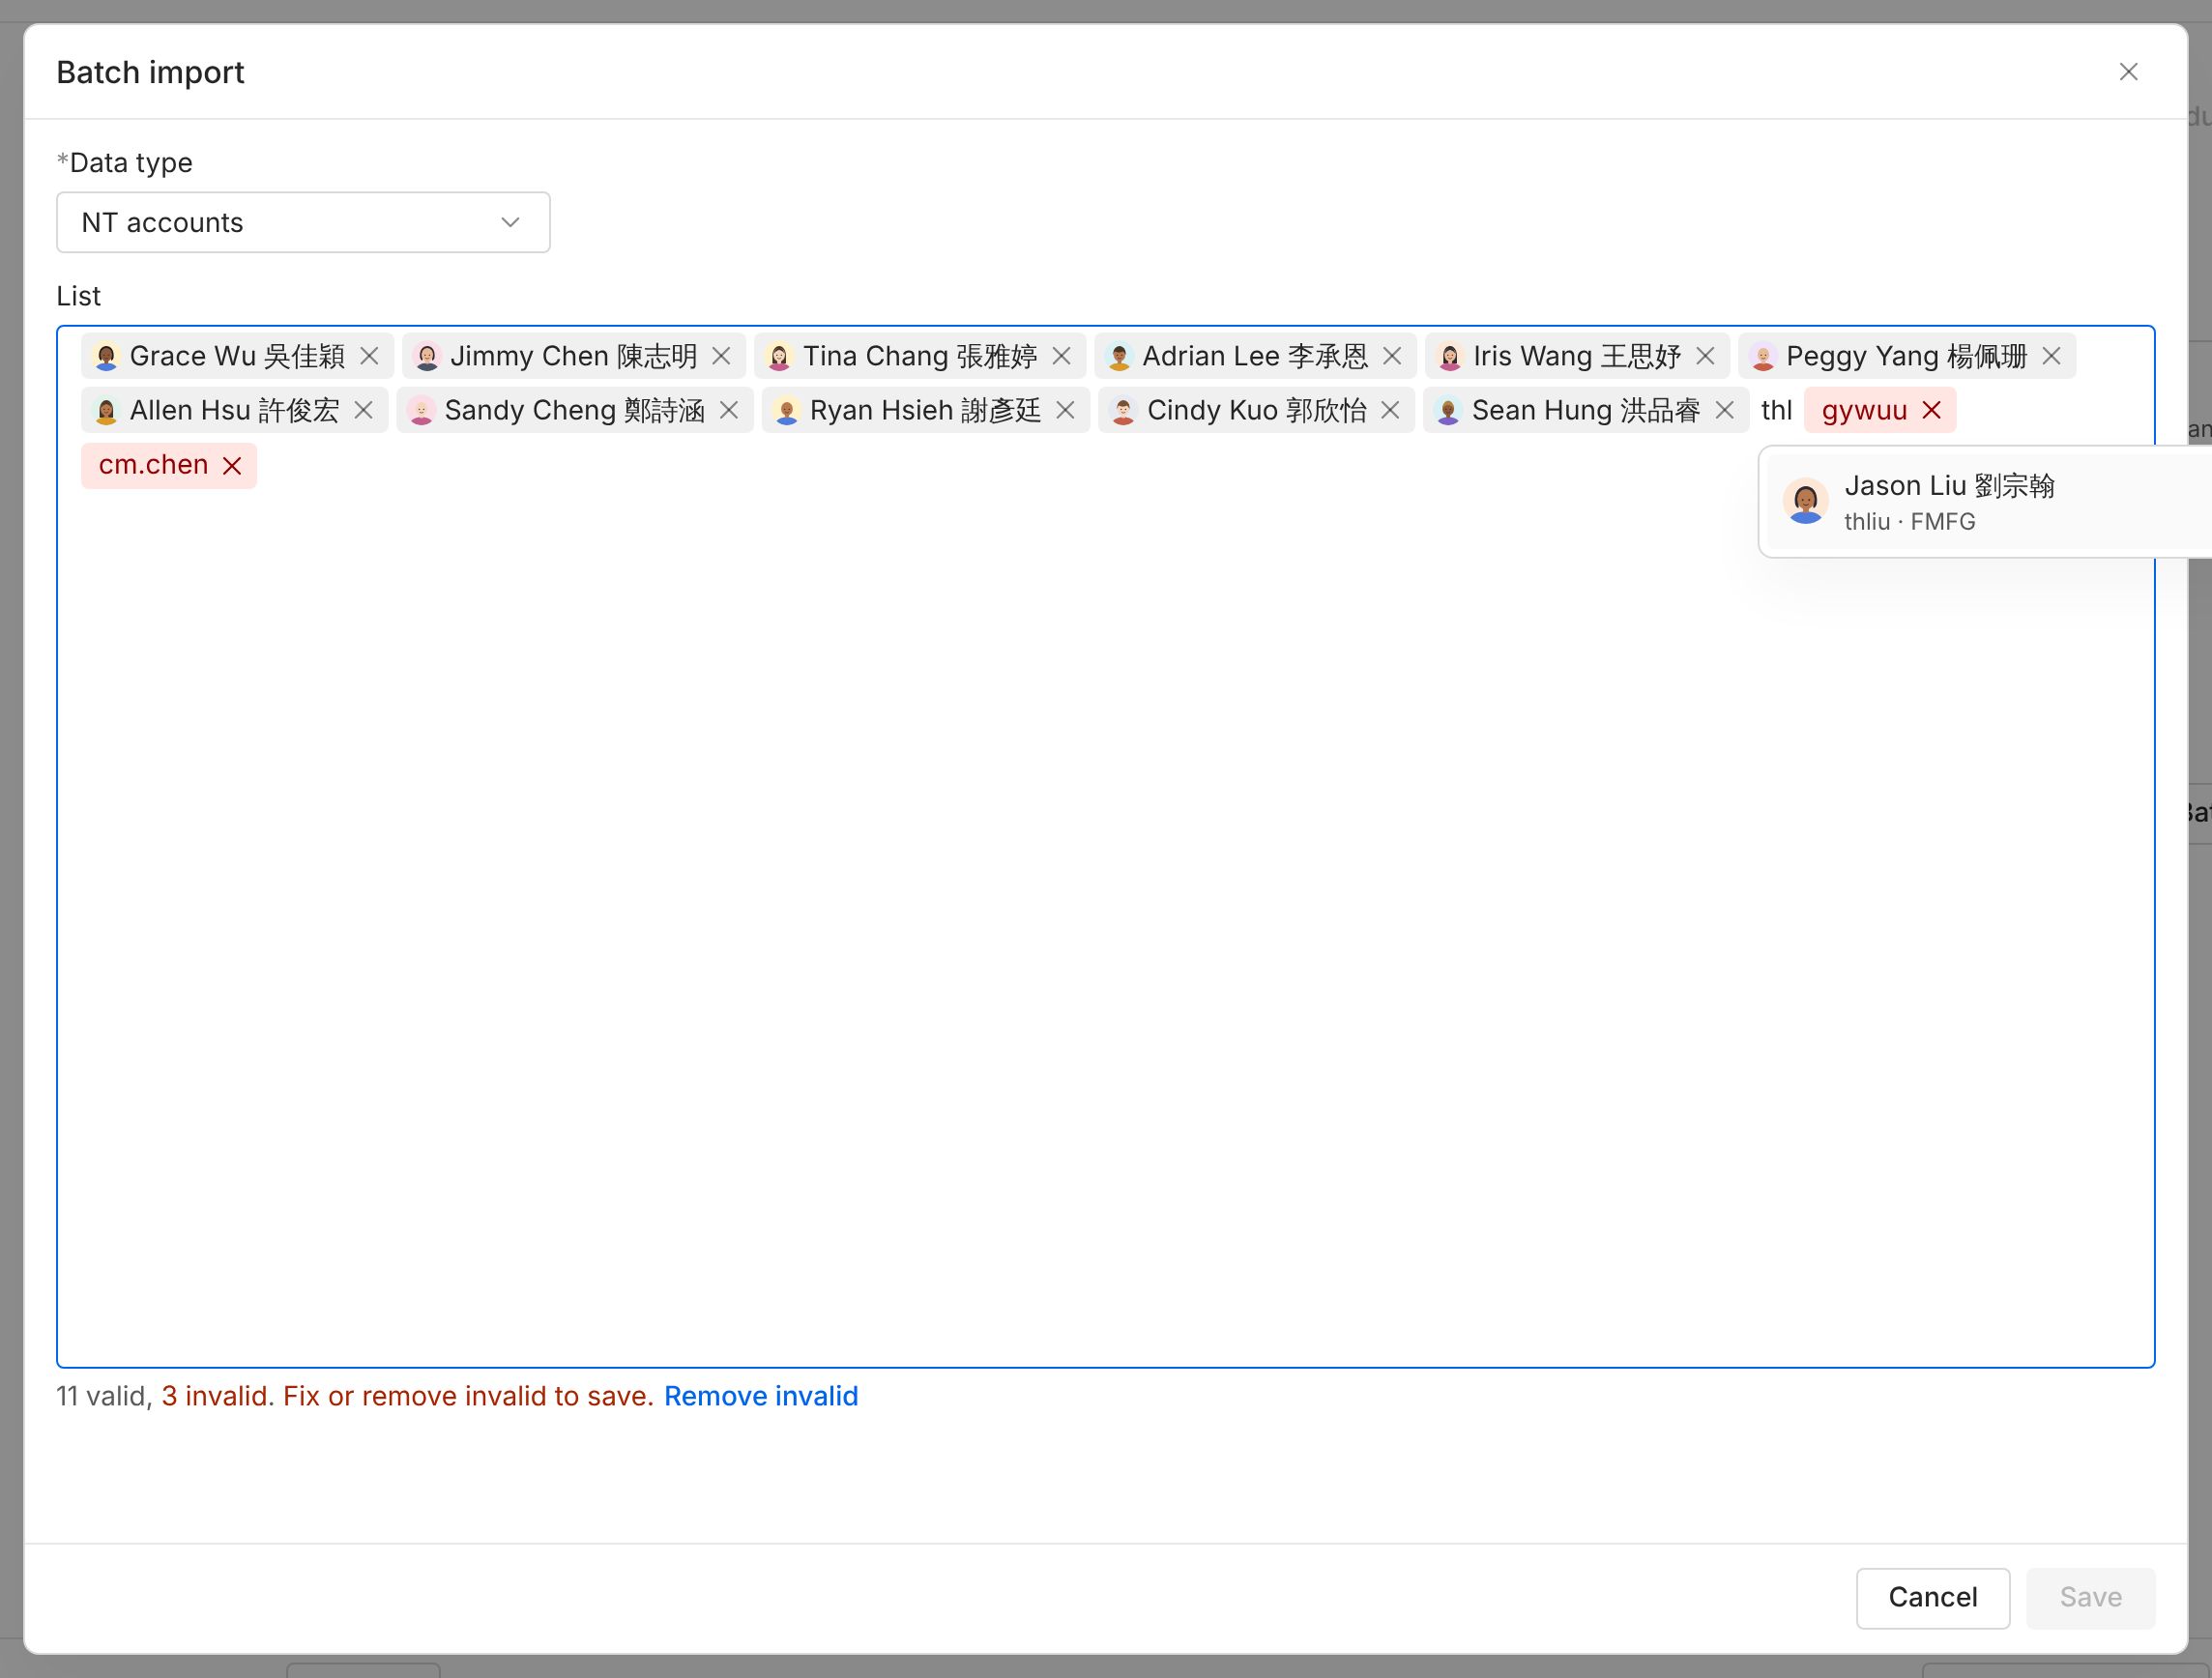 Batch import
*Data type
NT accounts
List
Grace Wu 吳佳穎 Jimmy Chen 陳志明 Tina Chang 張雅婷 Adrian Lee 李承恩 Iris Wang 王思妤 Peggy Yang 楊佩珊
Allen Hsu 許俊宏 Sandy Cheng 鄭詩涵 Ryan Hsieh 謝彥廷 Cindy Kuo 郭欣怡 Sean Hung 洪品睿 thl gywuu
cm.chen
Jason Liu 劉宗翰
thliu · FMFG
11 valid, 3 invalid. Fix or remove invalid to save. Remove invalid
Cancel Save